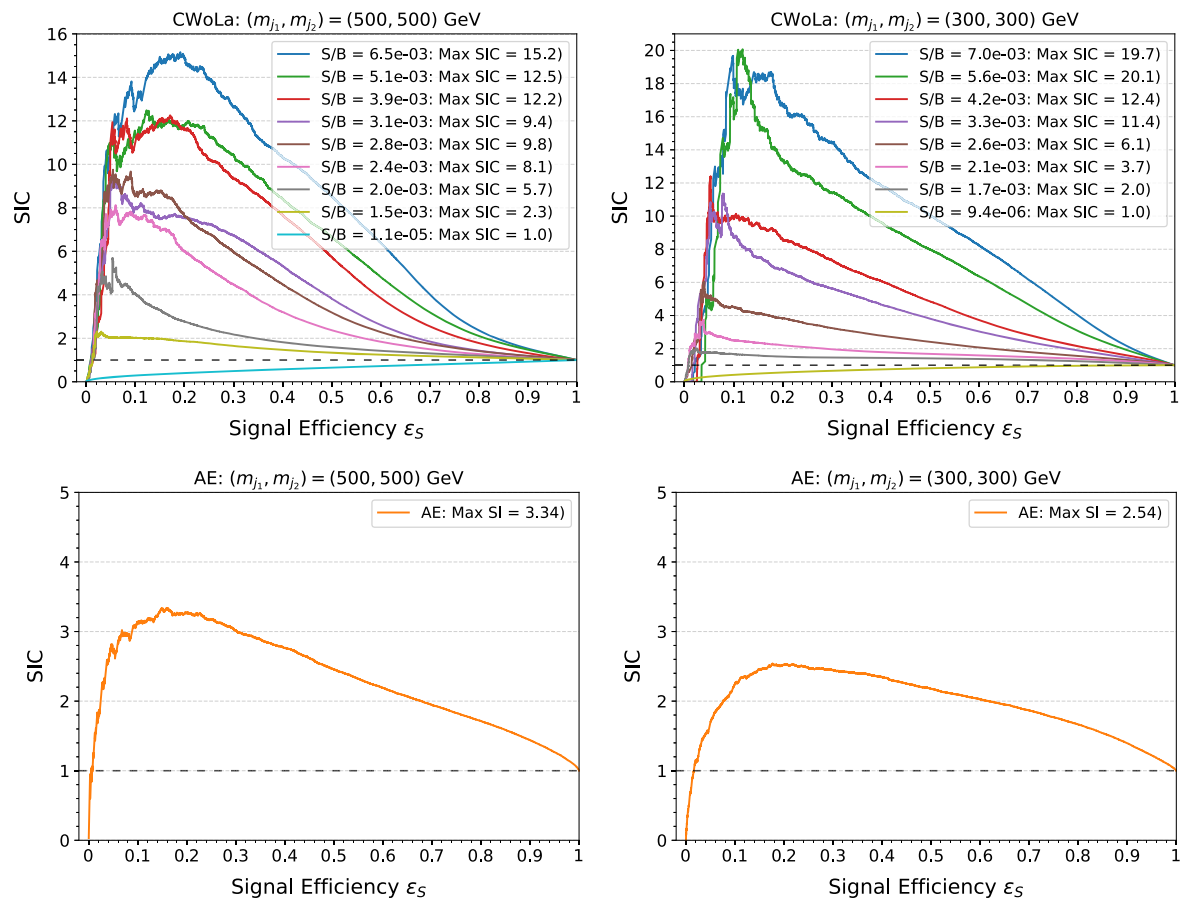 CWoLa: (m_{j_1}, m_{j_2}) = (500, 500) GeV
16
14
12
10
8
6
4
2
0
SIC
S/B = 6.5e-03: Max SIC = 15.2)
S/B = 5.1e-03: Max SIC = 12.5)
S/B = 3.9e-03: Max SIC = 12.2)
S/B = 3.1e-03: Max SIC = 9.4)
S/B = 2.8e-03: Max SIC = 9.8)
S/B = 2.4e-03: Max SIC = 8.1)
S/B = 2.0e-03: Max SIC = 5.7)
S/B = 1.5e-03: Max SIC = 2.3)
S/B = 1.1e-05: Max SIC = 1.0)
0 0.1 0.2 0.3 0.4 0.5 0.6 0.7 0.8 0.9 1
Signal Efficiency ε_S
CWoLa: (m_{j_1}, m_{j_2}) = (300, 300) GeV
20
18
16
14
12
10
8
6
4
2
0
SIC
S/B = 7.0e-03: Max SIC = 19.7)
S/B = 5.6e-03: Max SIC = 20.1)
S/B = 4.2e-03: Max SIC = 12.4)
S/B = 3.3e-03: Max SIC = 11.4)
S/B = 2.6e-03: Max SIC = 6.1)
S/B = 2.1e-03: Max SIC = 3.7)
S/B = 1.7e-03: Max SIC = 2.0)
S/B = 9.4e-06: Max SIC = 1.0)
0 0.1 0.2 0.3 0.4 0.5 0.6 0.7 0.8 0.9 1
Signal Efficiency ε_S
AE: (m_{j_1}, m_{j_2}) = (500, 500) GeV
5
4
3
2
1
0
SIC
AE: Max SI = 3.34)
0 0.1 0.2 0.3 0.4 0.5 0.6 0.7 0.8 0.9 1
Signal Efficiency ε_S
AE: (m_{j_1}, m_{j_2}) = (300, 300) GeV
5
4
3
2
1
0
SIC
AE: Max SI = 2.54)
0 0.1 0.2 0.3 0.4 0.5 0.6 0.7 0.8 0.9 1
Signal Efficiency ε_S